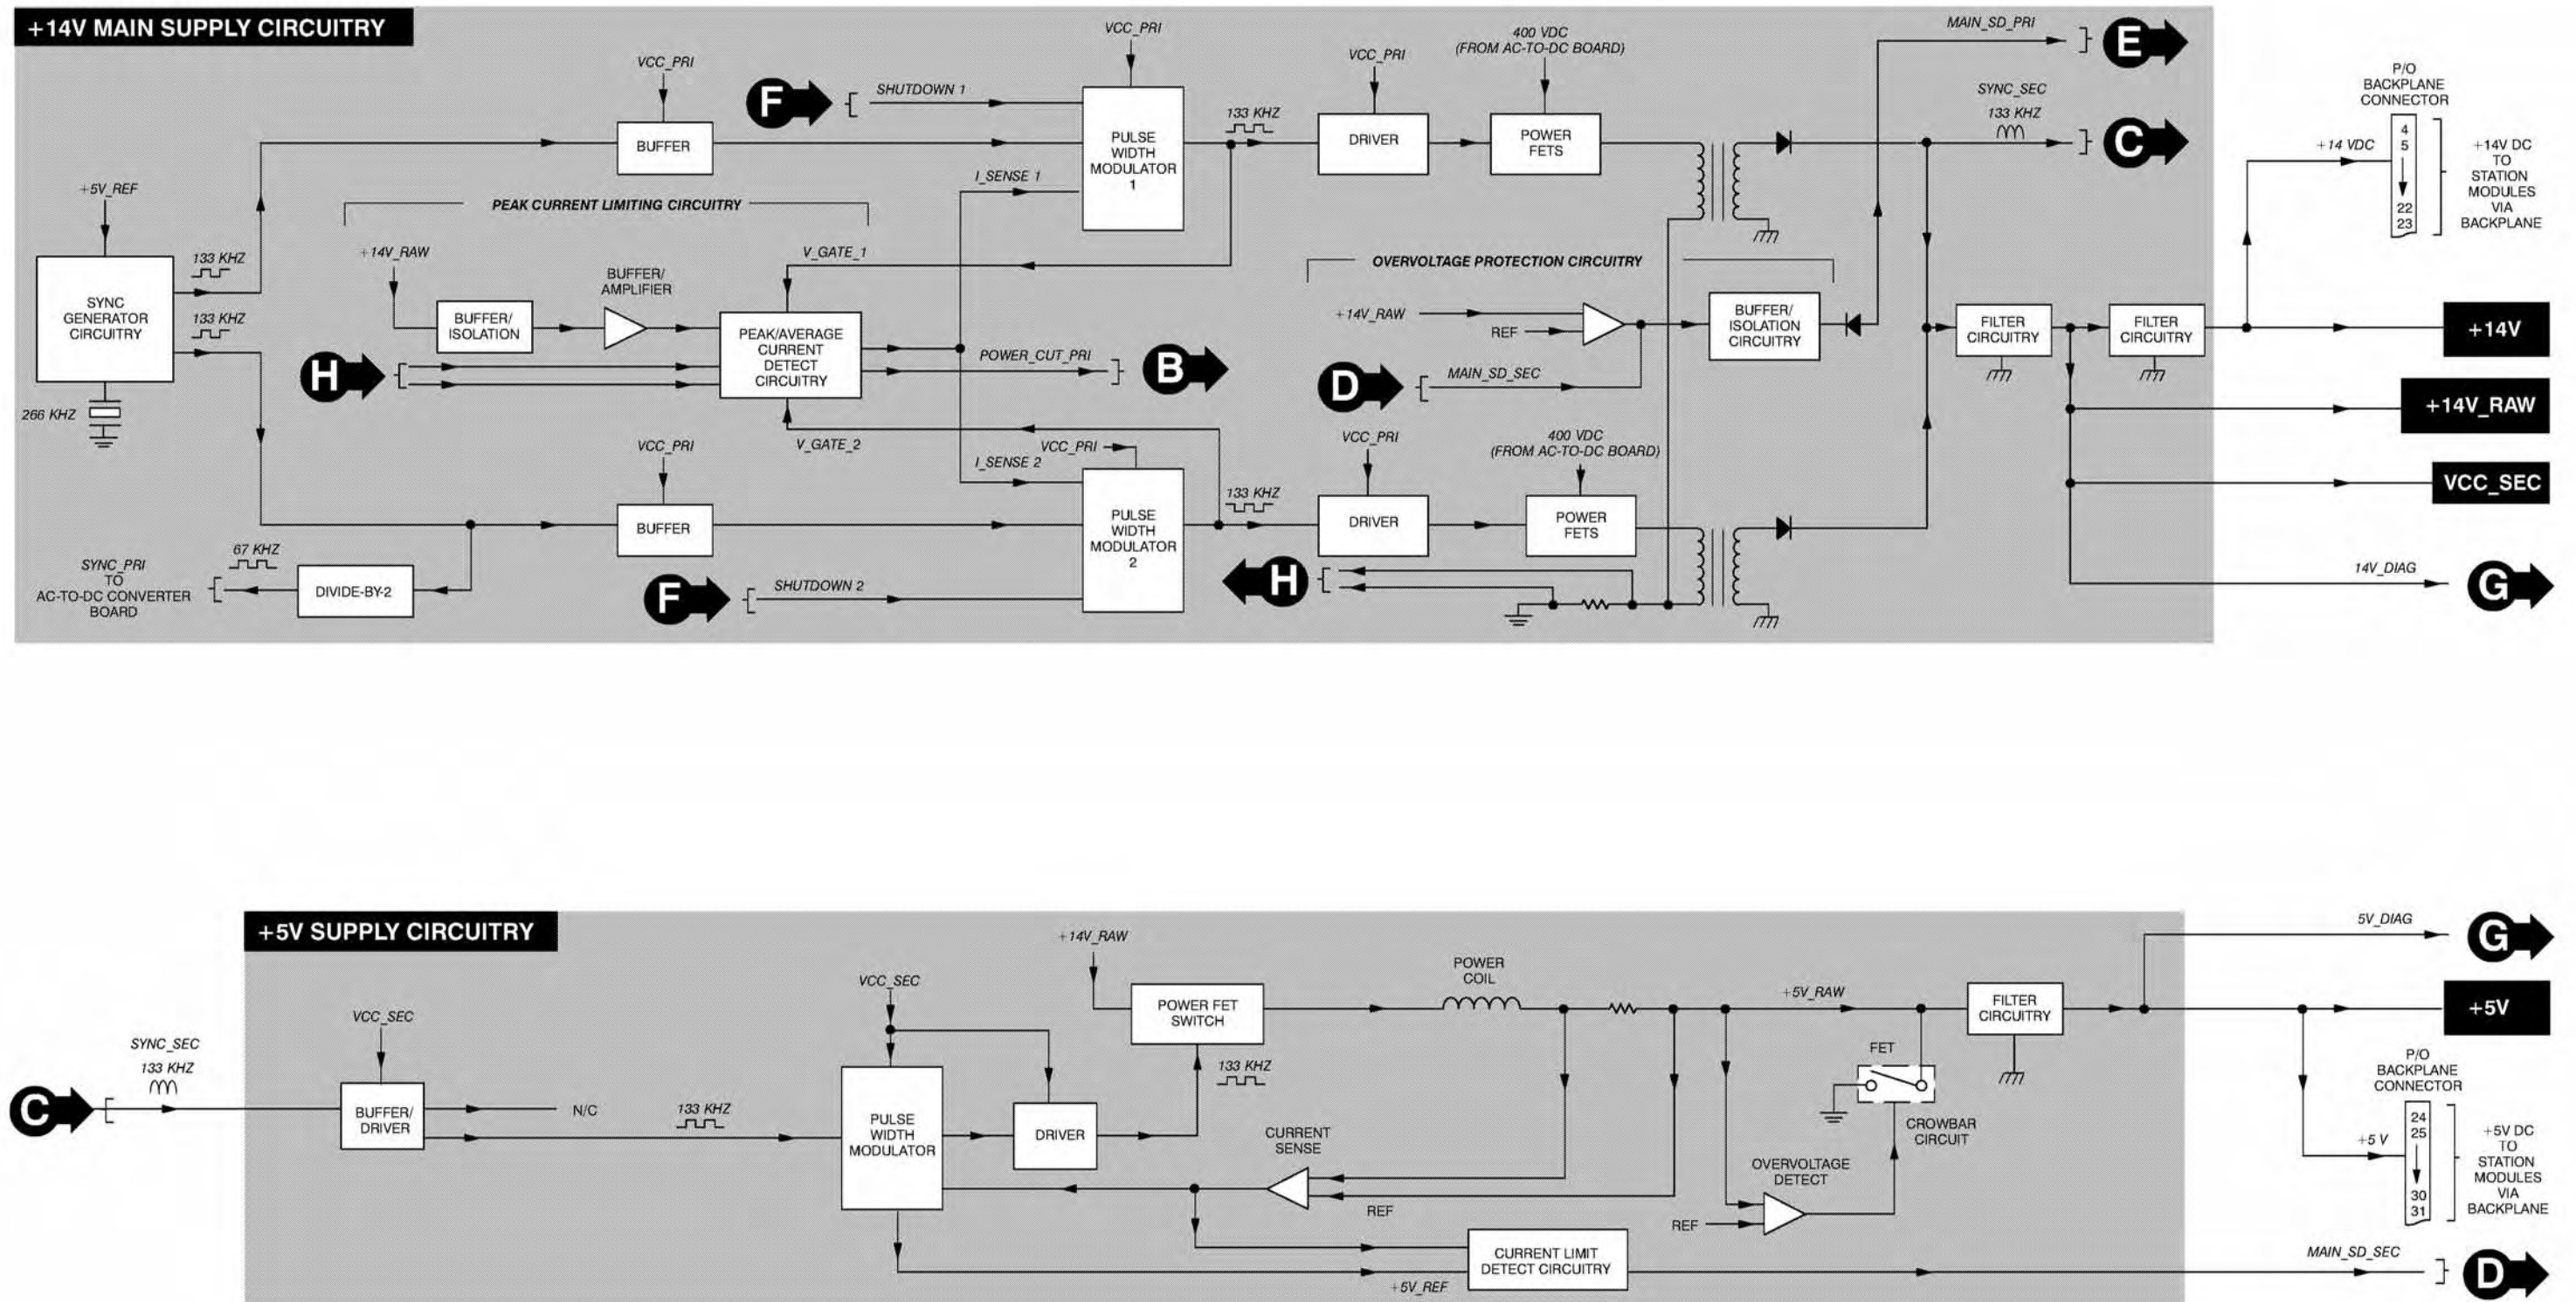 +14V MAIN SUPPLY CIRCUITRY
VCC_PRI
VCC_PRI
VCC_PRI
400 VDC
(FROM AC-TO-DC BOARD)
MAIN_SD_PRI
E
F
SHUTDOWN 1
BUFFER
PULSE
WIDTH
MODULATOR
1
133 KHZ
DRIVER
POWER
FETS
SYNC_SEC
133 KHZ
C
P/O
BACKPLANE
CONNECTOR
+14 VDC
4
5
22
23
+14V DC
TO
STATION
MODULES
VIA
BACKPLANE
+5V_REF
I_SENSE 1
PEAK CURRENT LIMITING CIRCUITRY
133 KHZ
+14V_RAW
V_GATE_1
OVERVOLTAGE PROTECTION CIRCUITRY
SYNC
GENERATOR
CIRCUITRY
133 KHZ
BUFFER/
ISOLATION
BUFFER/
AMPLIFIER
PEAK/AVERAGE
CURRENT
DETECT
CIRCUITRY
+14V_RAW
REF
BUFFER/
ISOLATION
CIRCUITRY
FILTER
CIRCUITRY
FILTER
CIRCUITRY
+14V
H
POWER_CUT_PRI
B
D
MAIN_SD_SEC
266 KHZ
+14V_RAW
V_GATE_2
VCC_PRI
VCC_PRI
I_SENSE 2
VCC_PRI
400 VDC
(FROM AC-TO-DC BOARD)
VCC_SEC
BUFFER
PULSE
WIDTH
MODULATOR
2
133 KHZ
DRIVER
POWER
FETS
SYNC_PRI
TO
AC-TO-DC CONVERTER
BOARD
67 KHZ
DIVIDE-BY-2
F
SHUTDOWN 2
H
14V_DIAG
G
+5V SUPPLY CIRCUITRY
5V_DIAG
G
+14V_RAW
VCC_SEC
POWER FET
SWITCH
POWER
COIL
+5V_RAW
FILTER
CIRCUITRY
+5V
C
SYNC_SEC
133 KHZ
VCC_SEC
BUFFER/
DRIVER
N/C
133 KHZ
PULSE
WIDTH
MODULATOR
DRIVER
133 KHZ
CURRENT
SENSE
REF
FET
CROWBAR
CIRCUIT
OVERVOLTAGE
DETECT
REF
P/O
BACKPLANE
CONNECTOR
+5 V
24
25
30
31
+5V DC
TO
STATION
MODULES
VIA
BACKPLANE
+5V_REF
CURRENT LIMIT
DETECT CIRCUITRY
MAIN_SD_SEC
D